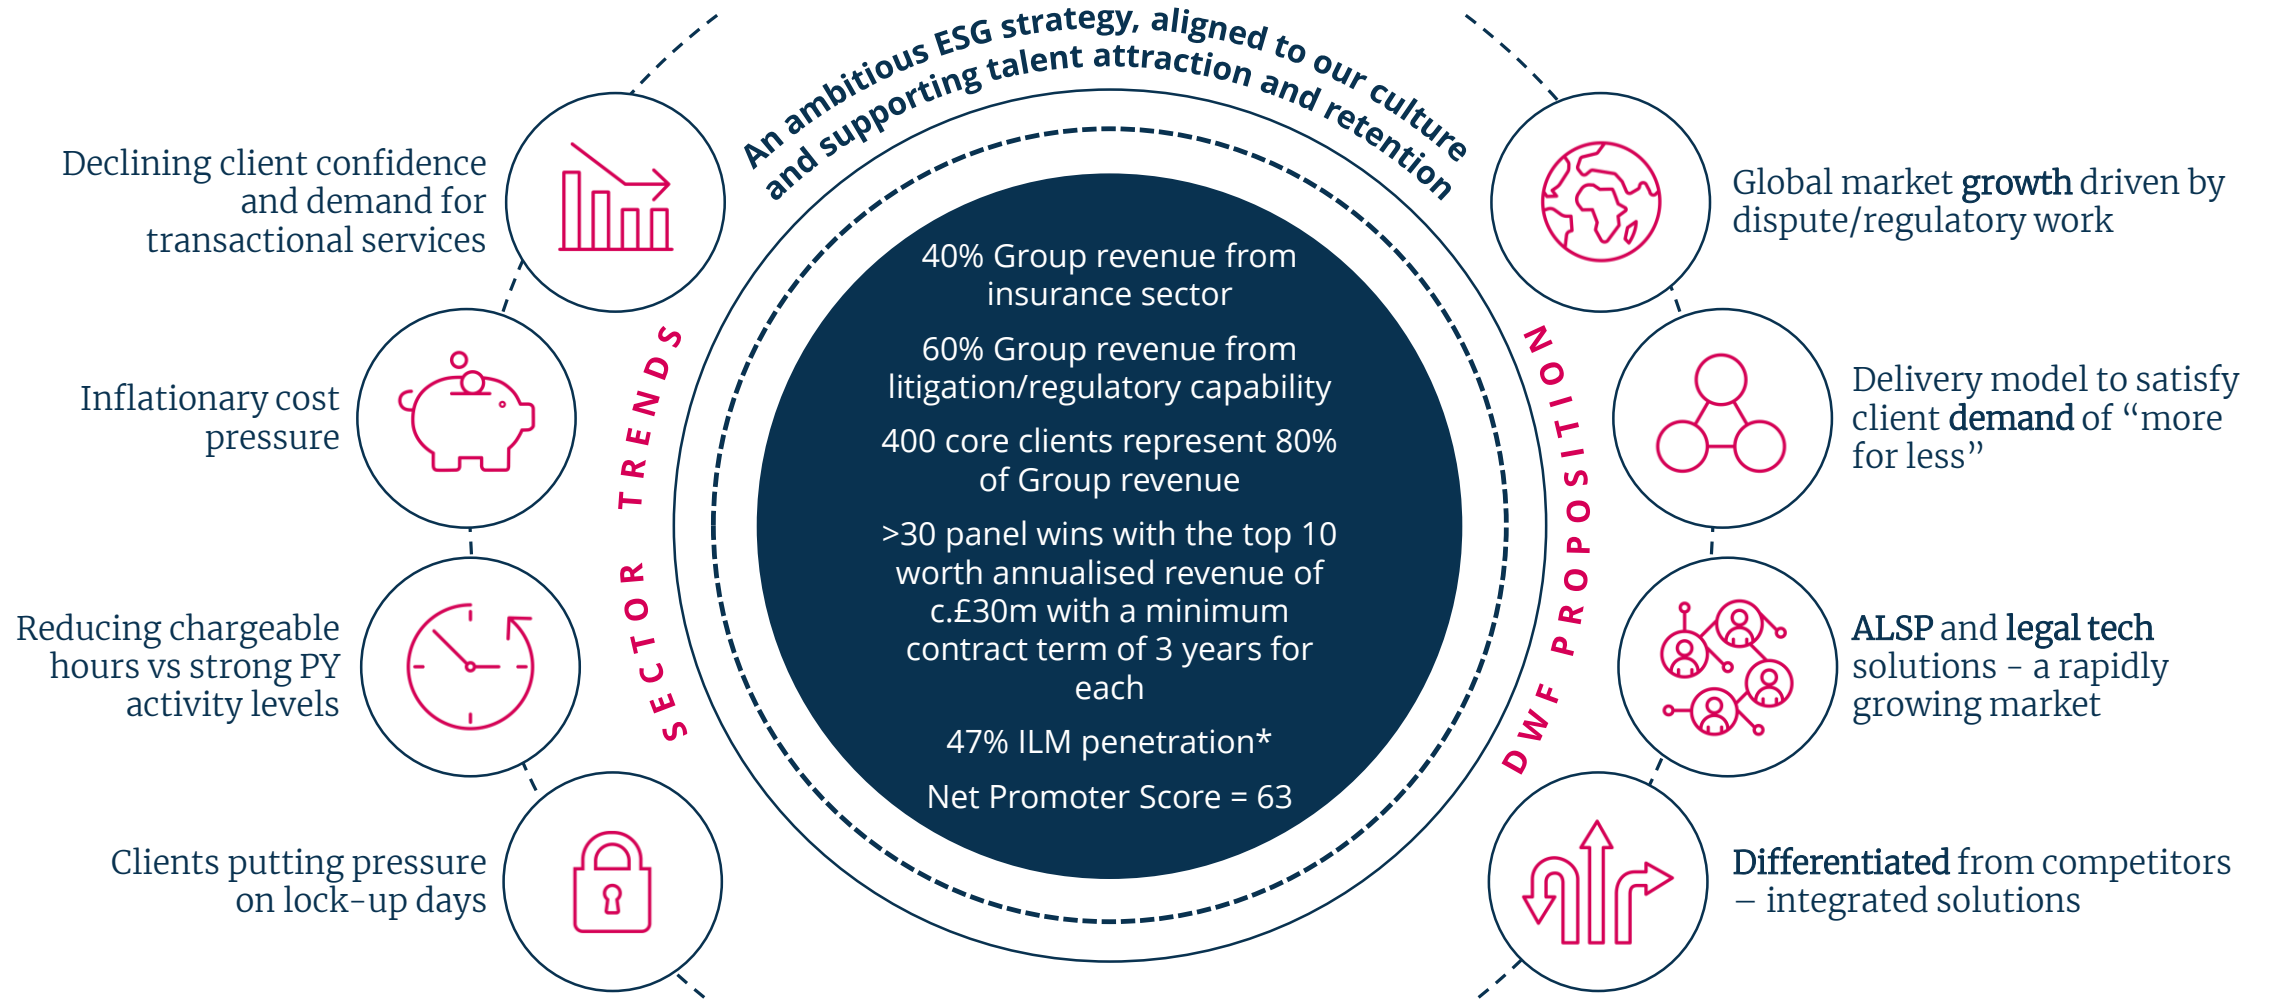 An ambitious ESG strategy, aligned to our culture
and supporting talent attraction and retention
Declining client confidence
and demand for
transactional services
Inflationary cost
pressure
Reducing chargeable
hours vs strong PY
activity levels
Clients putting pressure
on lock-up days
SECTOR TRENDS
40% Group revenue from
insurance sector
60% Group revenue from
litigation/regulatory capability
400 core clients represent 80%
of Group revenue
>30 panel wins with the top 10
worth annualised revenue of
c.£30m with a minimum
contract term of 3 years for
each
47% ILM penetration*
Net Promoter Score = 63
DWF PROPOSITION
Global market growth driven by
dispute/regulatory work
Delivery model to satisfy
client demand of “more
for less”
ALSP and legal tech
solutions - a rapidly
growing market
Differentiated from competitors
– integrated solutions